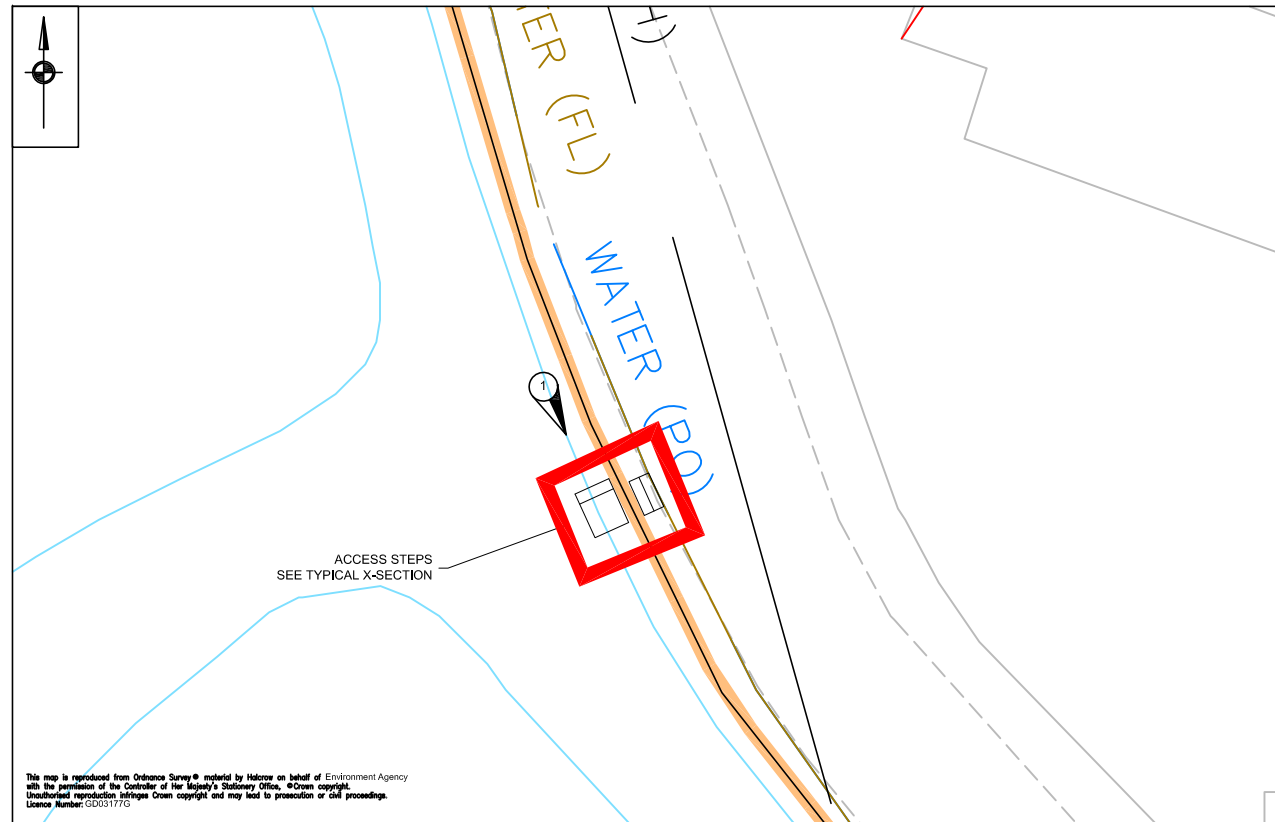 ER (FL)
WATER (PO)
1
ACCESS STEPS
SEE TYPICAL X-SECTION
This map is reproduced from Ordnance Survey® material by Halcrow on behalf of Environment Agency
with the permission of the Controller of Her Majesty's Stationery Office, ©Crown copyright.
Unauthorised reproduction infringes Crown copyright and may lead to prosecution or civil proceedings.
Licence Number: GD03177G